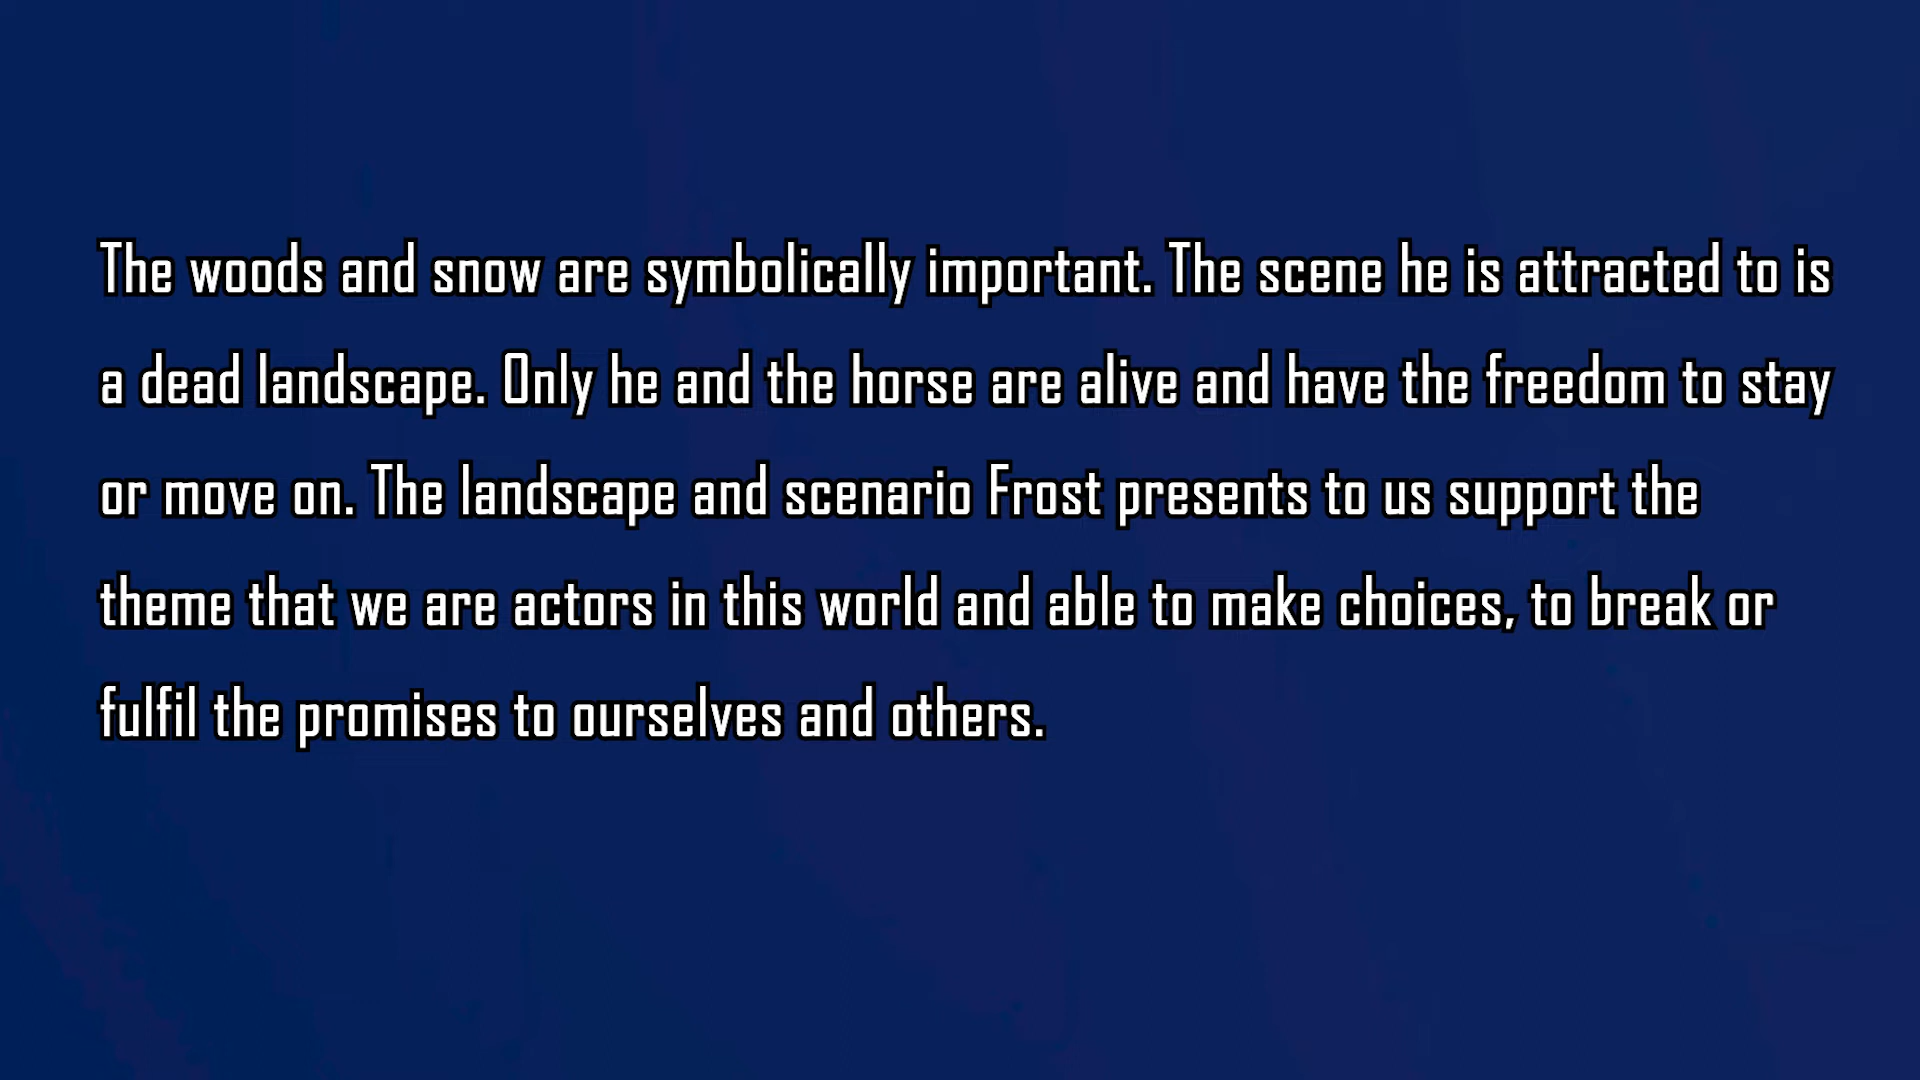 The woods and snow are symbolically important. The scene he is attracted to is
a dead landscape. Only he and the horse are alive and have the freedom to stay
or move on. The landscape and scenario Frost presents to us support the
theme that we are actors in this world and able to make choices, to break or
fulfil the promises to ourselves and others.